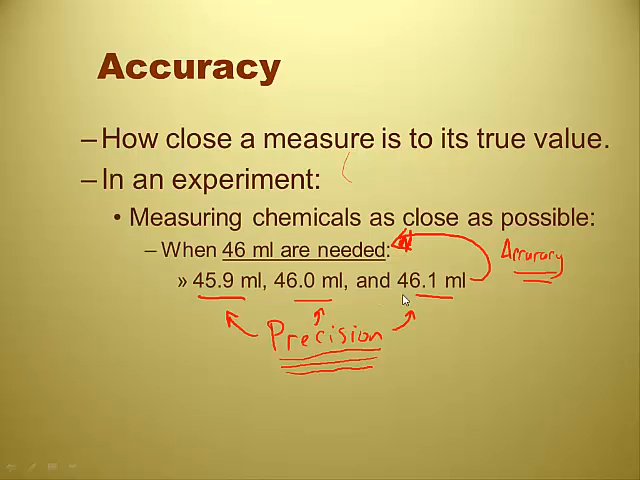 Accuracy
–How close a measure is to its true value.
–In an experiment:
• Measuring chemicals as close as possible:
– When 46 ml are needed:
» 45.9 ml, 46.0 ml, and 46.1 ml
Accuracy
Precision